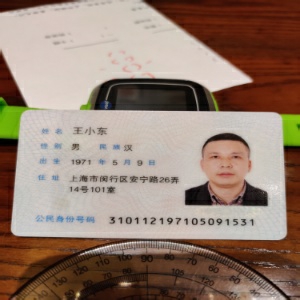 姓名 王小东
性别 男 民族 汉
出生 1971 年 5 月 9 日
住址 上海市闵行区安宁路26弄
14号101室
公民身份号码 310112197105091531